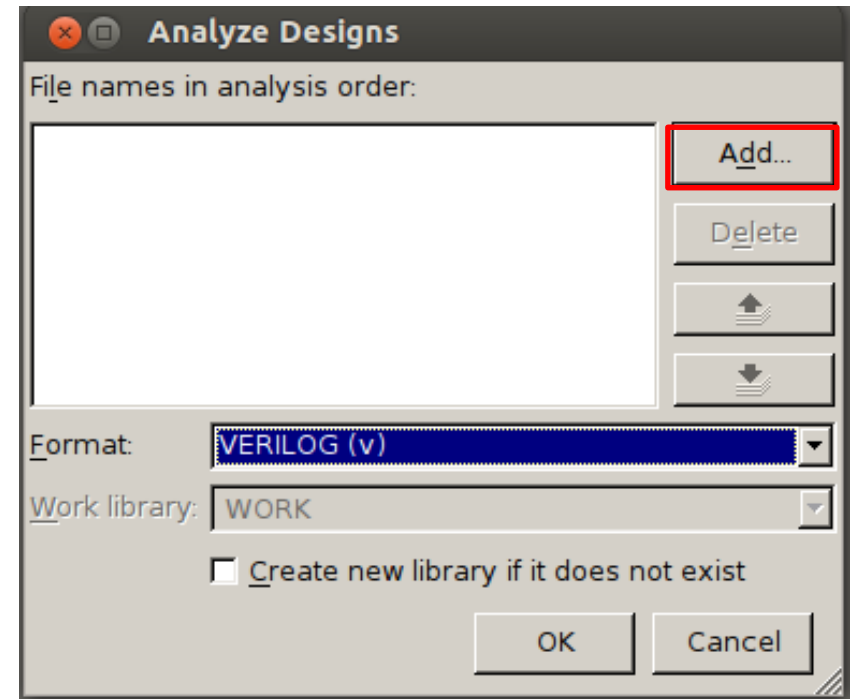 Analyze Designs
File names in analysis order:
Add...
Delete
Format: VERILOG (v)
Work library: WORK
Create new library if it does not exist
OK Cancel